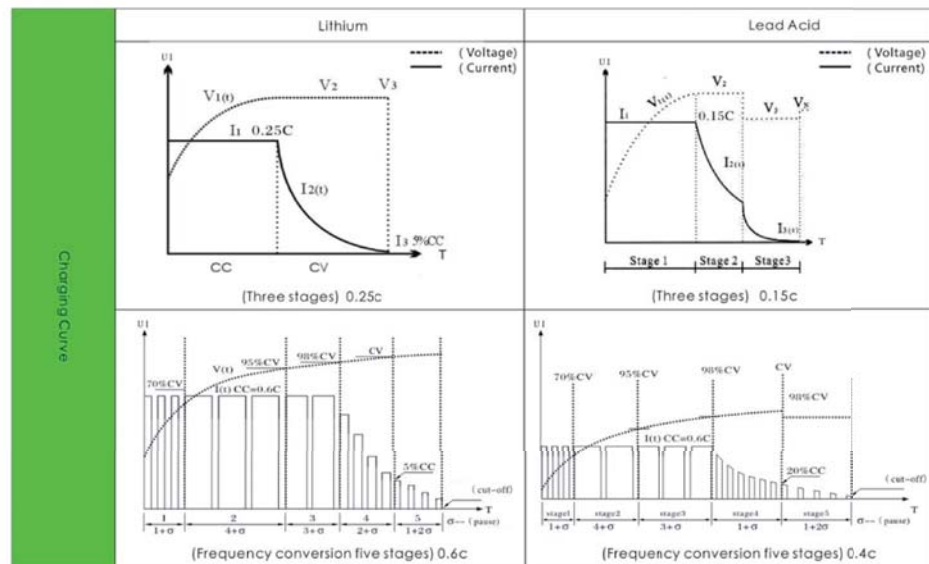 Lithium
Lead Acid
Charging Curve
UI
( Voltage)
( Current)
V1(t)
V2
V3
I1 0.25C
I2(t)
I3 5%CC
T
CC
CV
(Three stages) 0.25c
UI
( Voltage)
( Current)
I1
V1(t)
V2
0.15C
V3
I2(t)
I3(t)
T
Stage 1
Stage 2
Stage3
(Three stages) 0.15c
UI
70%CV
V(t)
95%CV
98%CV
CV
I(t) CC=0.6C
5%CC
(cut-off)
T
1
2
3
4
5
σ-- (pause)
1+σ
4+σ
3+σ
2+σ
1+2σ
(Frequency conversion five stages) 0.6c
UI
70%CV
95%CV
98%CV
CV
98%CV
I(t) CC=0.6C
20%CC
(cut-off)
T
stage1
stage2
stage3
stage4
stage5
σ-- (pause)
1+σ
4+σ
3+σ
1+σ
1+2σ
(Frequency conversion five stages) 0.4c